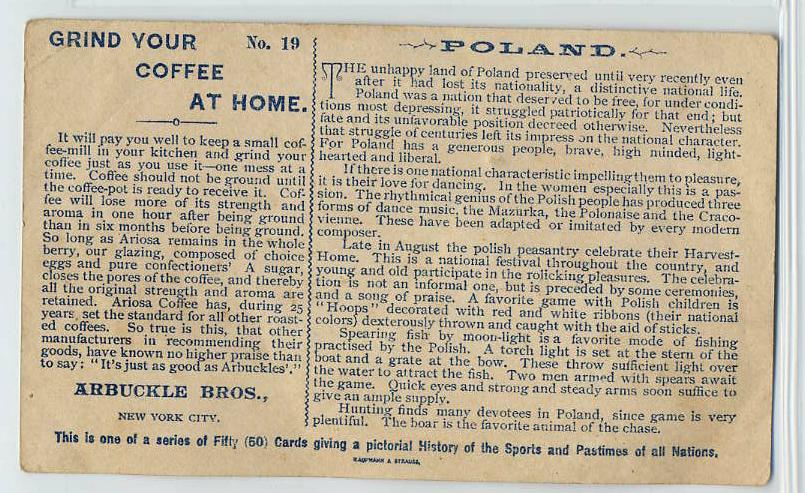 GRIND YOUR No. 19
COFFEE
AT HOME.
It will pay you well to keep a small cof-
fee-mill in your kitchen and grind your
coffee just as you use it—one mess at a
time. Coffee should not be ground until
the coffee-pot is ready to receive it. Cof
fee will lose more of its strength and
aroma in one hour after being ground
than in six months before being ground.
So long as Ariosa remains in the whole
berry, our glazing, composed of choice
eggs and pure confectioners' A sugar,
closes the pores of the coffee, and thereby
all the original strength and aroma are
retained. Ariosa Coffee has, during 25
years, set the standard for all other roast-
ed coffees. So true is this, that other
manufacturers in recommending their
goods, have known no higher praise than
to say: "It's just as good as Arbuckles'."
ARBUCKLE BROS.,
NEW YORK CITY.
POLAND.
THE unhappy land of Poland preserved until very recently even
after it had lost its nationality, a distinctive national life.
Poland was a nation that deserved to be free, for under condi-
tions most depressing, it struggled patriotically for that end; but
fate and its unfavorable position decreed otherwise. Nevertheless
that struggle of centuries left its impress on the national character.
For Poland has a generous people, brave, high minded, light-
hearted and liberal.
If there is one national characteristic impelling them to pleasure,
it is their love for dancing. In the women especially this is a pas-
sion. The rhythmical genius of the Polish people has produced three
forms of dance music, the Mazurka, the Polonaise and the Craco-
vienne. These have been adapted or imitated by every modern
composer.
Late in August the polish peasantry celebrate their Harvest-
Home. This is a national festival throughout the country, and
young and old participate in the rolicking pleasures. The celebra-
tion is not an informal one, but is preceded by some ceremonies,
and a song of praise. A favorite game with Polish children is
"Hoops" decorated with red and white ribbons (their national
colors) dexterously thrown and caught with the aid of sticks.
Spearing fish by moon-light is a favorite mode of fishing
practised by the Polish. A torch light is set at the stern of the
boat and a grate at the bow. These throw sufficient light over
the water to attract the fish. Two men armed with spears await
the game. Quick eyes and strong and steady arms soon suffice to
give an ample supply.
Hunting finds many devotees in Poland, since game is very
plentiful. The boar is the favorite animal of the chase.
This is one of a series of Fifty (50) Cards giving a pictorial History of the Sports and Pastimes of all Nations.
KAUFMANN & STRAUSS,